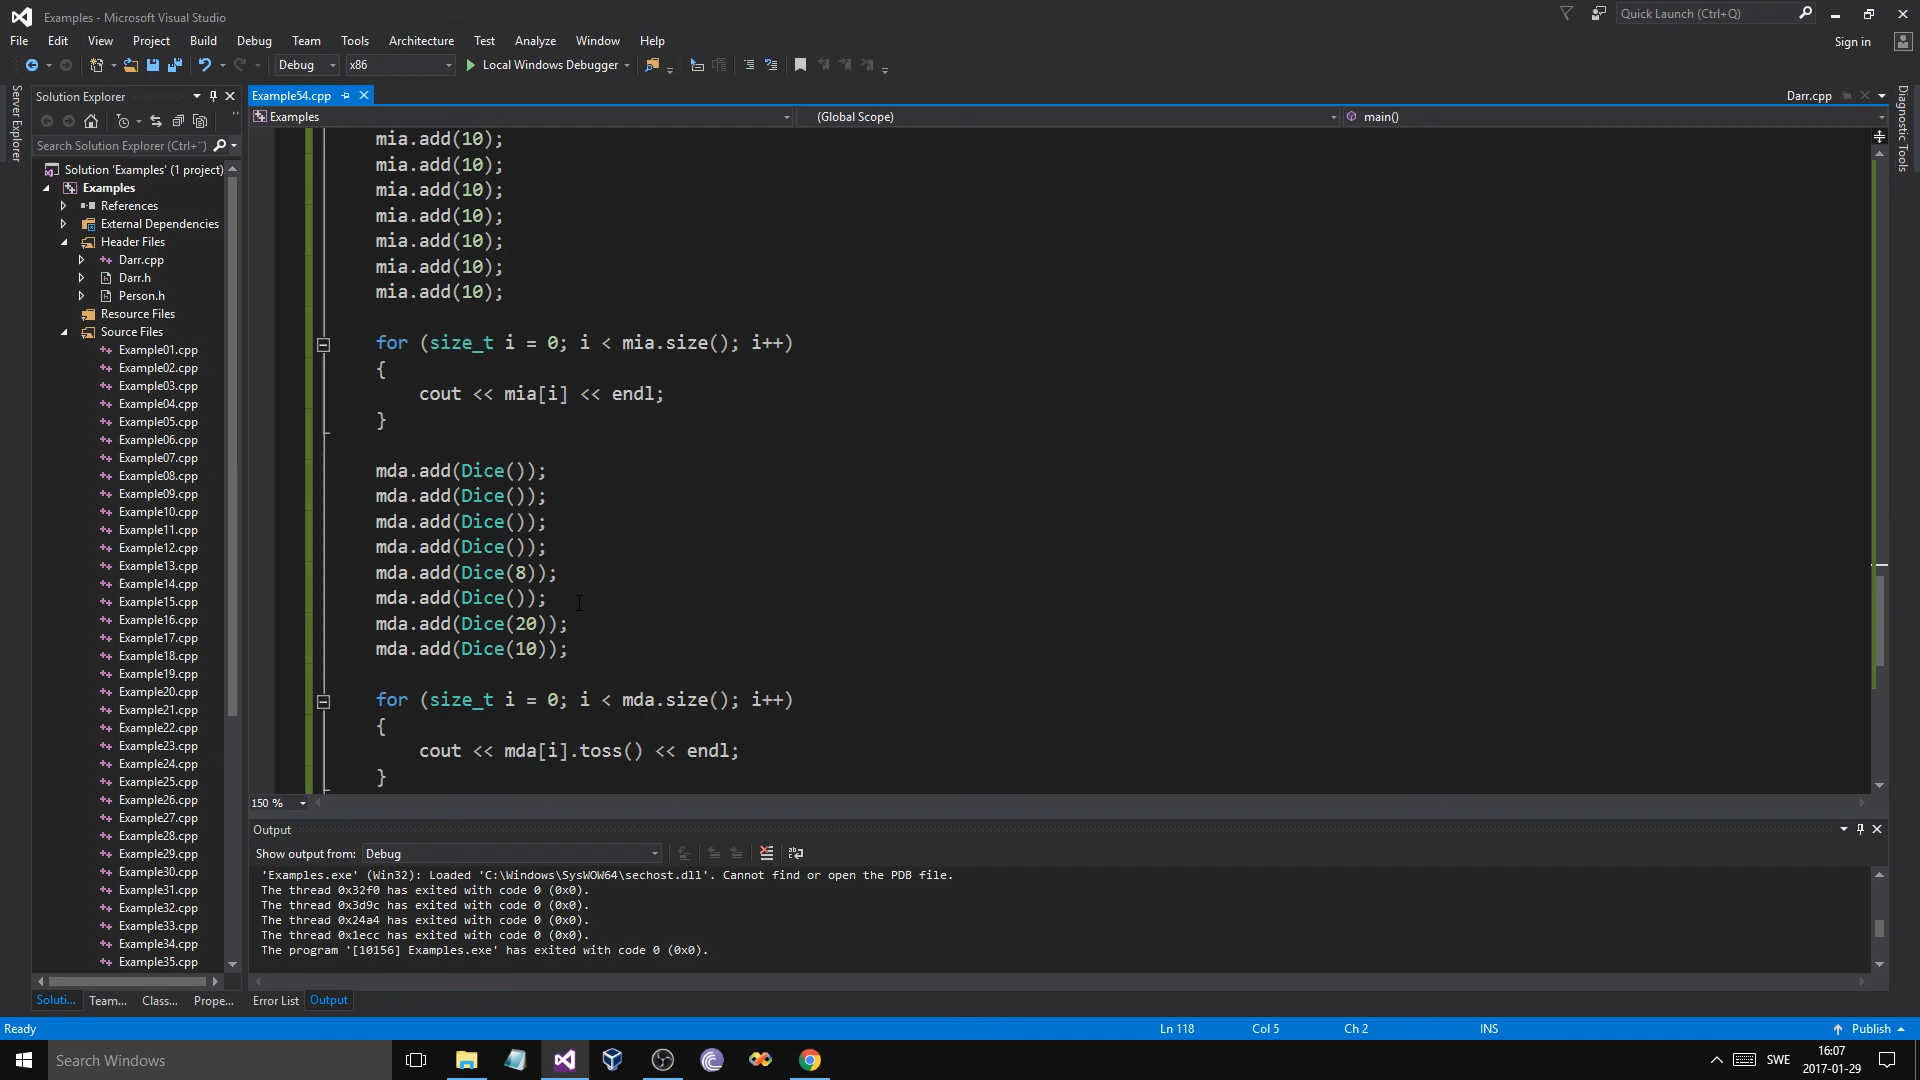 Examples - Microsoft Visual Studio
Quick Launch (Ctrl+Q)
File Edit View Project Build Debug Team Tools Architecture Test Analyze Window Help
Sign in
Debug x86 Local Windows Debugger
Server Explorer
Solution Explorer
Search Solution Explorer (Ctrl+¨)
Solution 'Examples' (1 project)
Examples
References
External Dependencies
Header Files
Darr.cpp
Darr.h
Person.h
Resource Files
Source Files
Example01.cpp
Example02.cpp
Example03.cpp
Example04.cpp
Example05.cpp
Example06.cpp
Example07.cpp
Example08.cpp
Example09.cpp
Example10.cpp
Example11.cpp
Example12.cpp
Example13.cpp
Example14.cpp
Example15.cpp
Example16.cpp
Example17.cpp
Example18.cpp
Example19.cpp
Example20.cpp
Example21.cpp
Example22.cpp
Example23.cpp
Example24.cpp
Example25.cpp
Example26.cpp
Example27.cpp
Example28.cpp
Example29.cpp
Example30.cpp
Example31.cpp
Example32.cpp
Example33.cpp
Example34.cpp
Example35.cpp
Soluti... Team... Class... Prope...
Example54.cpp
Darr.cpp
Diagnostic Tools
Examples (Global Scope) main()
mia.add(10);
mia.add(10);
mia.add(10);
mia.add(10);
mia.add(10);
mia.add(10);
mia.add(10);
for (size_t i = 0; i < mia.size(); i++)
{
cout << mia[i] << endl;
}
mda.add(Dice());
mda.add(Dice());
mda.add(Dice());
mda.add(Dice());
mda.add(Dice(8));
mda.add(Dice());
mda.add(Dice(20));
mda.add(Dice(10));
for (size_t i = 0; i < mda.size(); i++)
{
cout << mda[i].toss() << endl;
}
150 %
Output
Show output from: Debug
'Examples.exe' (Win32): Loaded 'C:\Windows\SysWOW64\sechost.dll'. Cannot find or open the PDB file.
The thread 0x32f0 has exited with code 0 (0x0).
The thread 0x3d9c has exited with code 0 (0x0).
The thread 0x24a4 has exited with code 0 (0x0).
The thread 0x1ecc has exited with code 0 (0x0).
The program '[10156] Examples.exe' has exited with code 0 (0x0).
Error List Output
Ready Ln 118 Col 5 Ch 2 INS Publish
Search Windows
SWE
16:07
2017-01-29